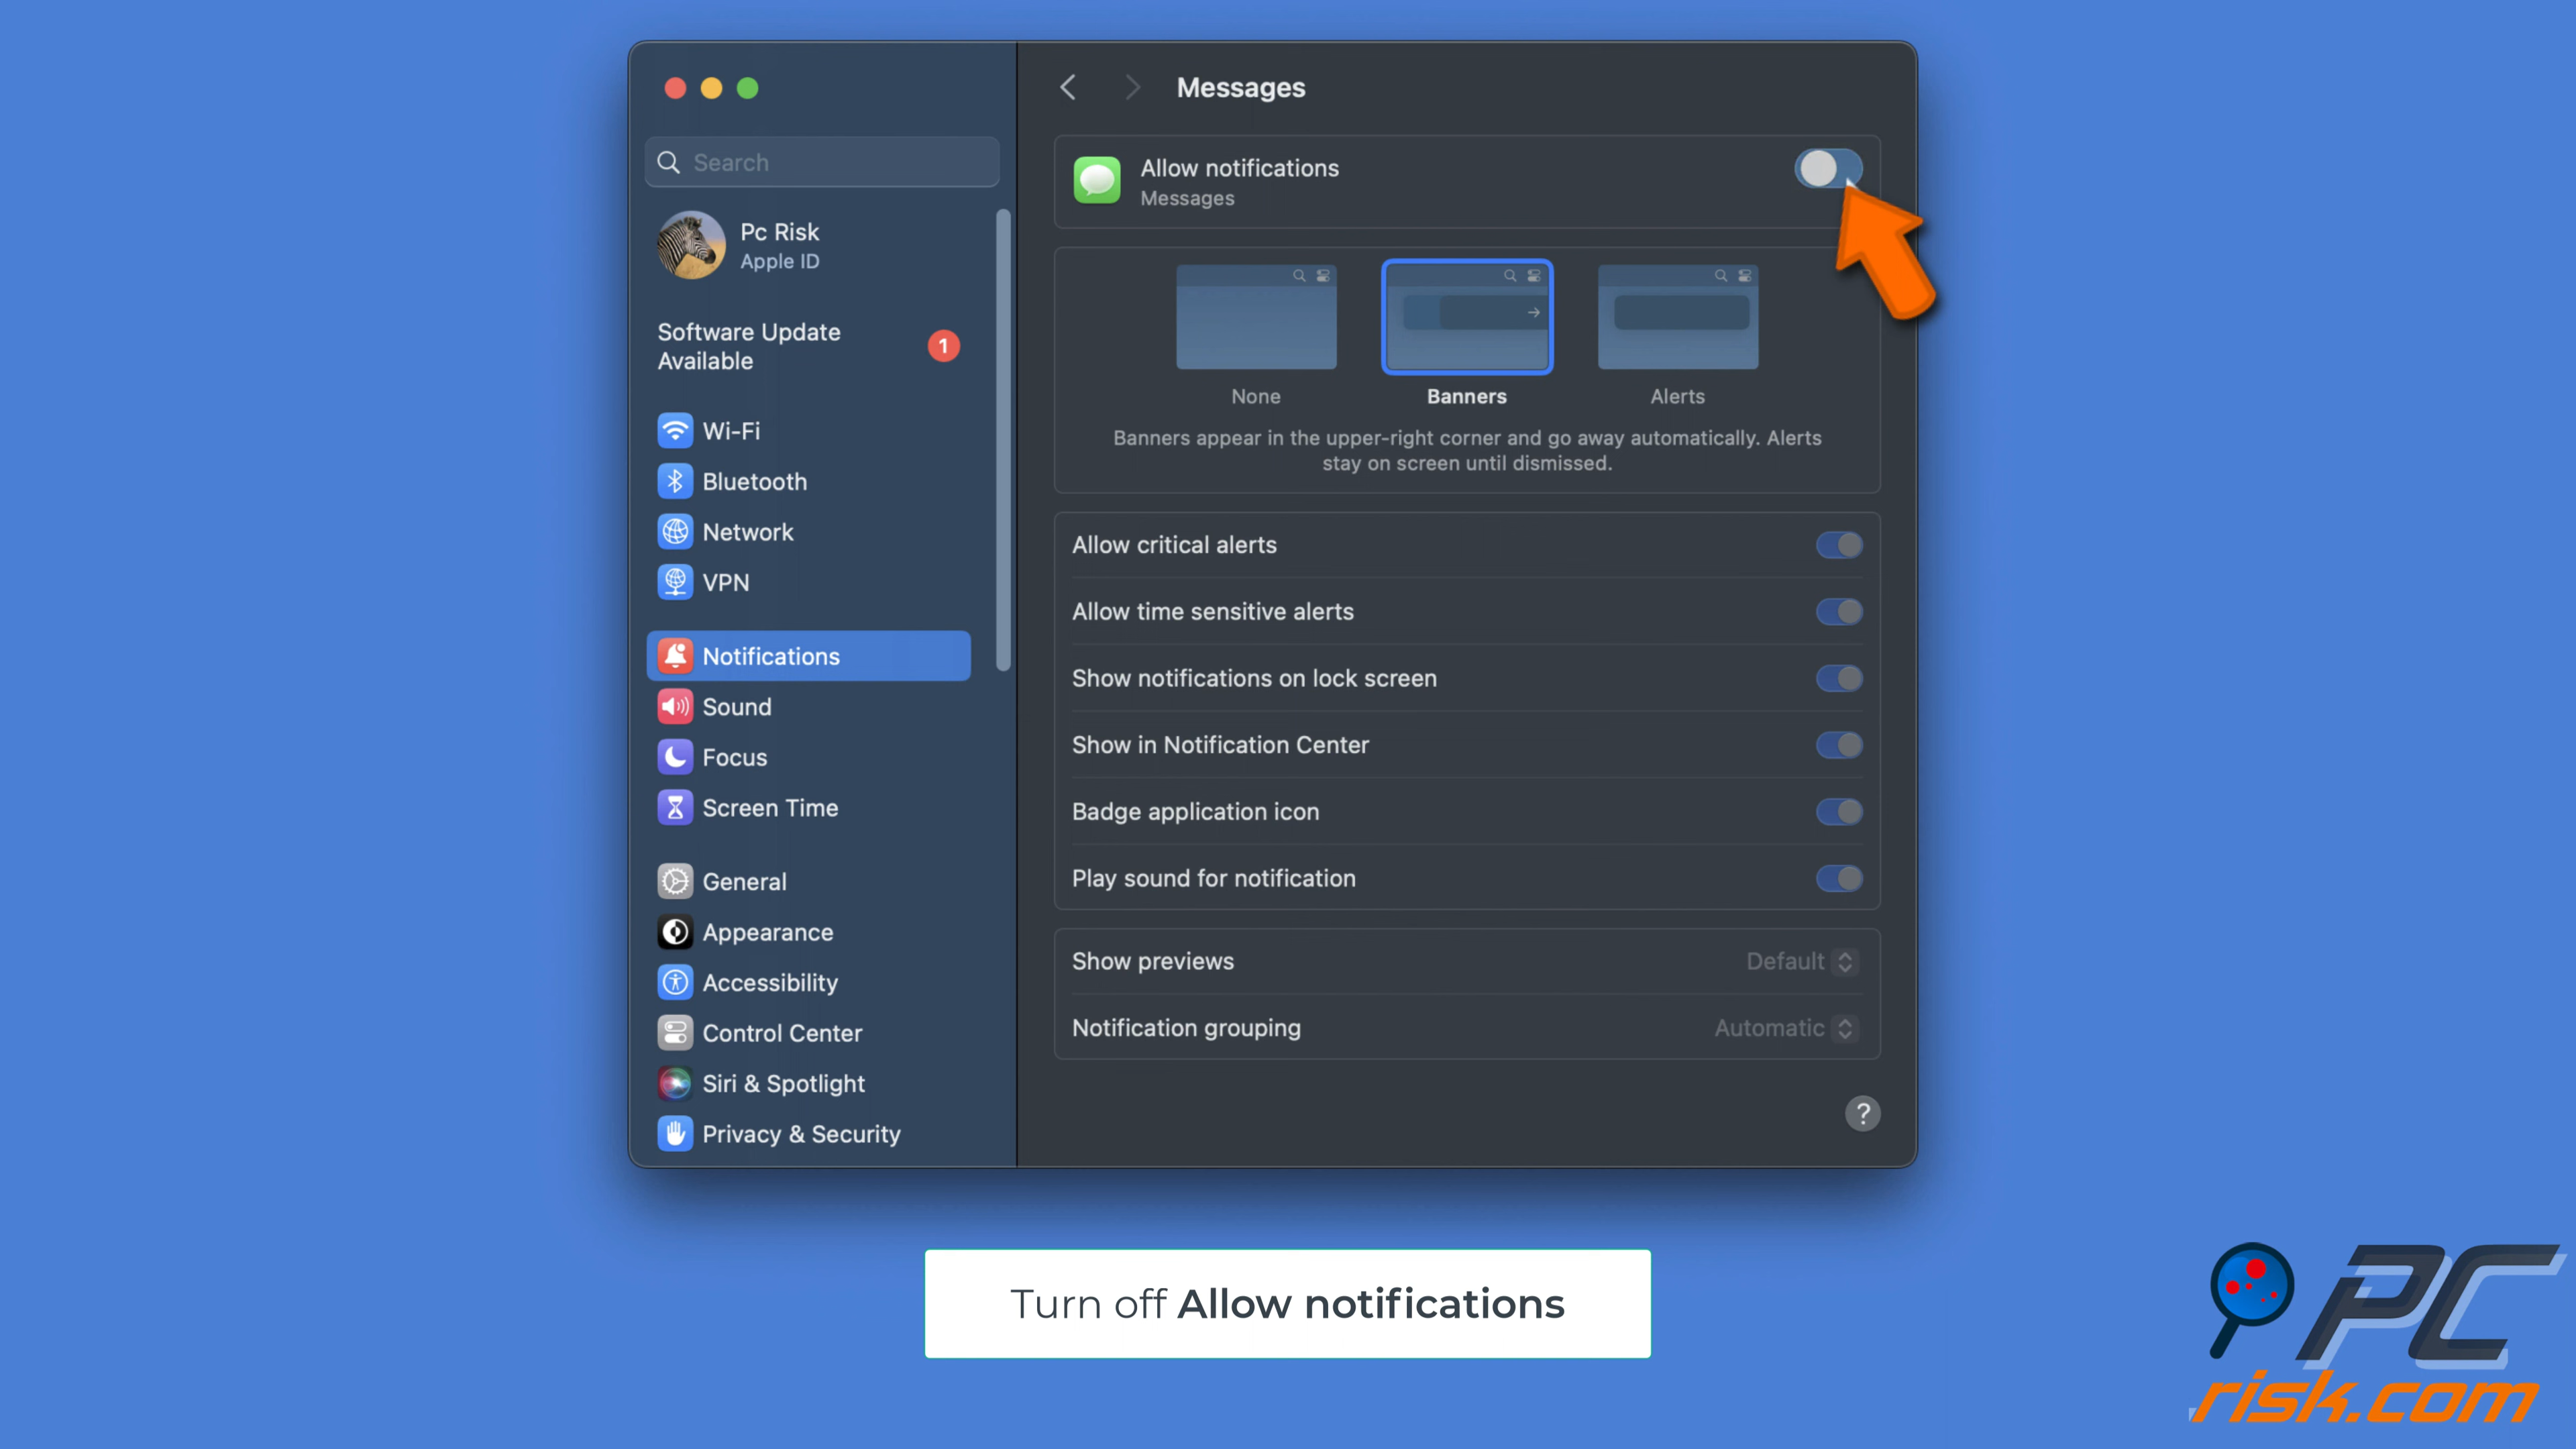 Messages
Search
Allow notifications
Messages
Pc Risk
Apple ID
Software Update
Available
1
None
Banners
Alerts
Banners appear in the upper-right corner and go away automatically. Alerts
stay on screen until dismissed.
Wi-Fi
Bluetooth
Network
VPN
Notifications
Sound
Focus
Screen Time
General
Appearance
Accessibility
Control Center
Siri & Spotlight
Privacy & Security
Allow critical alerts
Allow time sensitive alerts
Show notifications on lock screen
Show in Notification Center
Badge application icon
Play sound for notification
Show previews Default
Notification grouping Automatic
?
Turn off Allow notifications
PC
risk.com